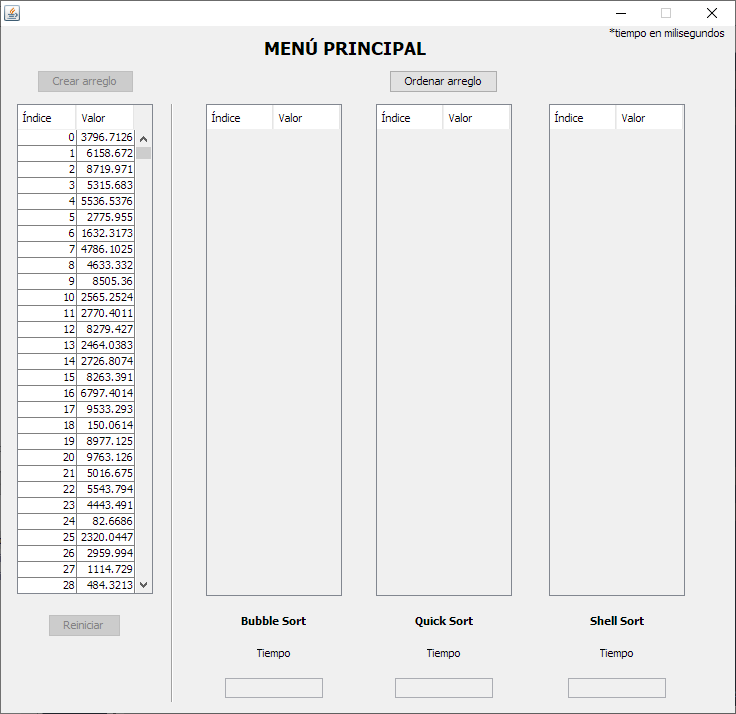 *tiempo en milisegundos
MENÚ PRINCIPAL
Crear arreglo
Ordenar arreglo
Índice Valor
0 3796.7126
1 6158.672
2 8719.971
3 5315.683
4 5536.5376
5 2775.955
6 1632.3173
7 4786.1025
8 4633.332
9 8505.36
10 2565.2524
11 2770.4011
12 8279.427
13 2464.0383
14 2726.8074
15 8263.391
16 6797.4014
17 9533.293
18 150.0614
19 8977.125
20 9763.126
21 5016.675
22 5543.794
23 4443.491
24 82.6686
25 2320.0447
26 2959.994
27 1114.729
28 484.3213
Reiniciar
Índice Valor
Bubble Sort
Tiempo
Índice Valor
Quick Sort
Tiempo
Índice Valor
Shell Sort
Tiempo